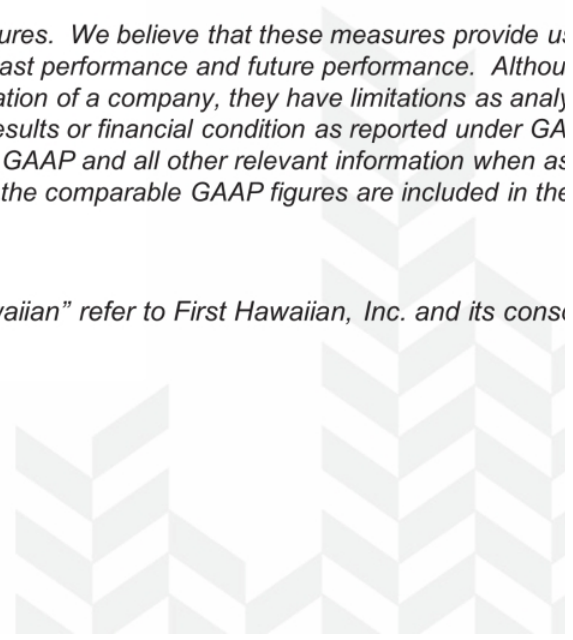 ures. We believe that these measures provide us
ast performance and future performance. Althou
ation of a company, they have limitations as analy
esults or financial condition as reported under GA
GAAP and all other relevant information when as
the comparable GAAP figures are included in the
vaiian” refer to First Hawaiian, Inc. and its conso